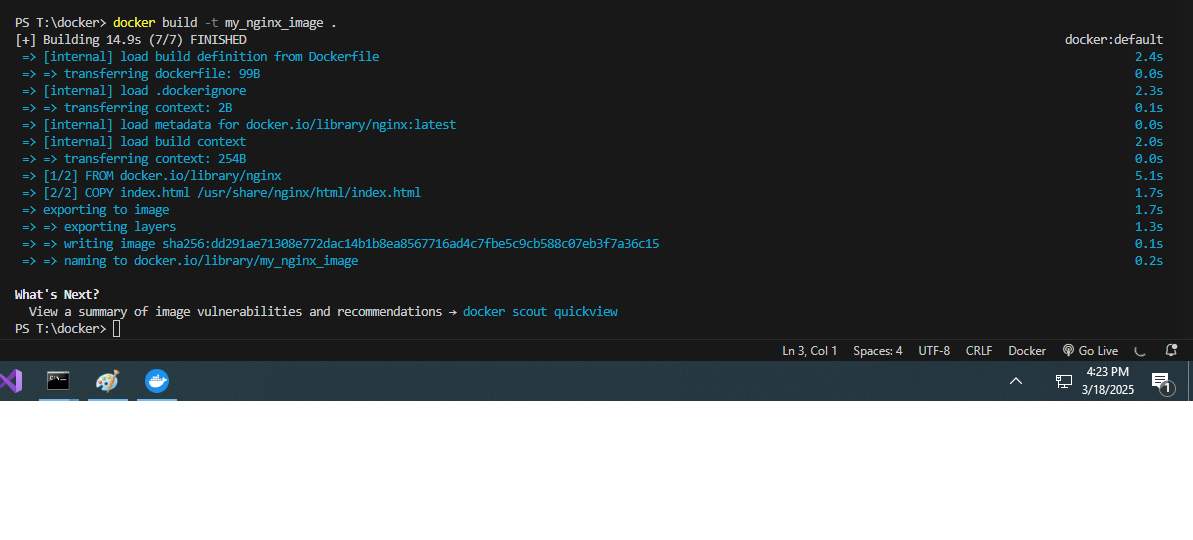 PS T:\docker> docker build -t my_nginx_image .
[+] Building 14.9s (7/7) FINISHED docker:default
=> [internal] load build definition from Dockerfile 2.4s
=> => transferring dockerfile: 99B 0.0s
=> [internal] load .dockerignore 2.3s
=> => transferring context: 2B 0.1s
=> [internal] load metadata for docker.io/library/nginx:latest 0.0s
=> [internal] load build context 2.0s
=> => transferring context: 254B 0.0s
=> [1/2] FROM docker.io/library/nginx 5.1s
=> [2/2] COPY index.html /usr/share/nginx/html/index.html 1.7s
=> exporting to image 1.7s
=> => exporting layers 1.3s
=> => writing image sha256:dd291ae71308e772dac14b1b8ea8567716ad4c7fbe5c9cb588c07eb3f7a36c15 0.1s
=> => naming to docker.io/library/my_nginx_image 0.2s
What's Next?
View a summary of image vulnerabilities and recommendations → docker scout quickview
PS T:\docker>
Ln 3, Col 1 Spaces: 4 UTF-8 CRLF Docker Go Live
4:23 PM
3/18/2025
1